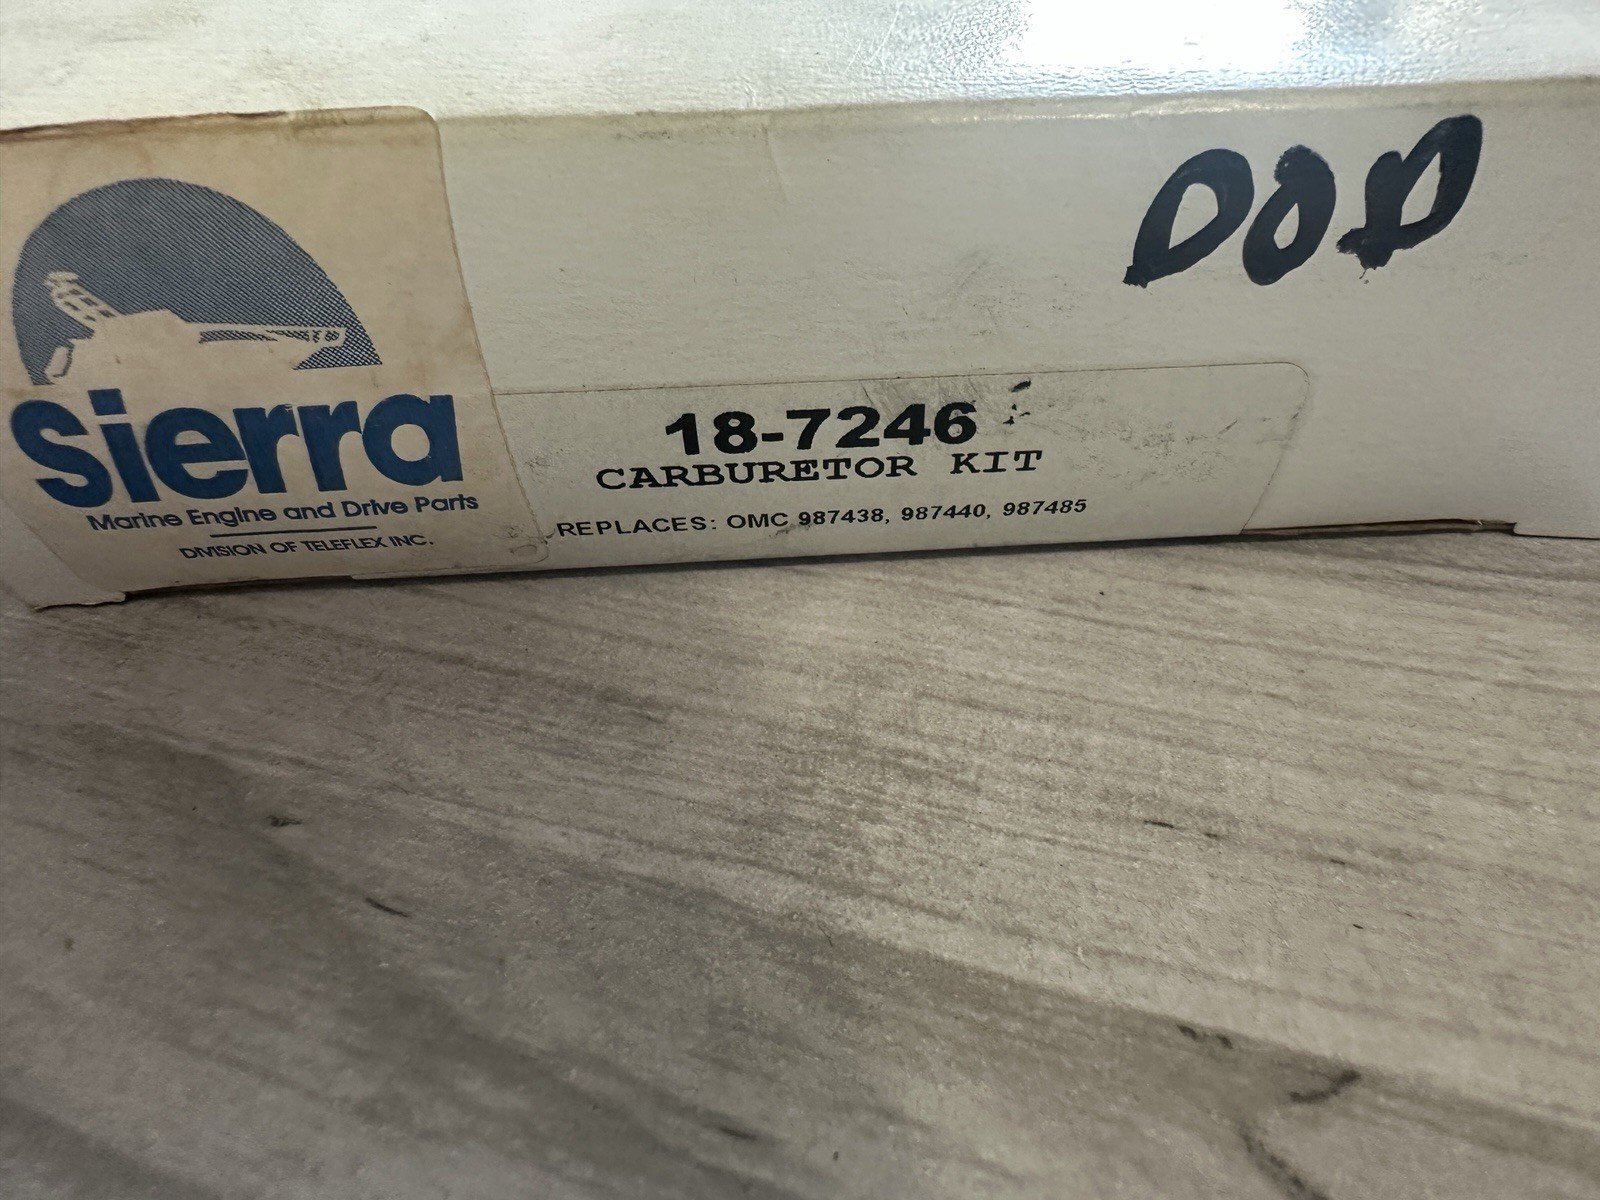 DOD
Sierra
Marine Engine and Drive Parts
DIVISION OF TELEFLEX INC.
18-7246
CARBURETOR KIT
REPLACES: OMC 987438, 987440, 987485